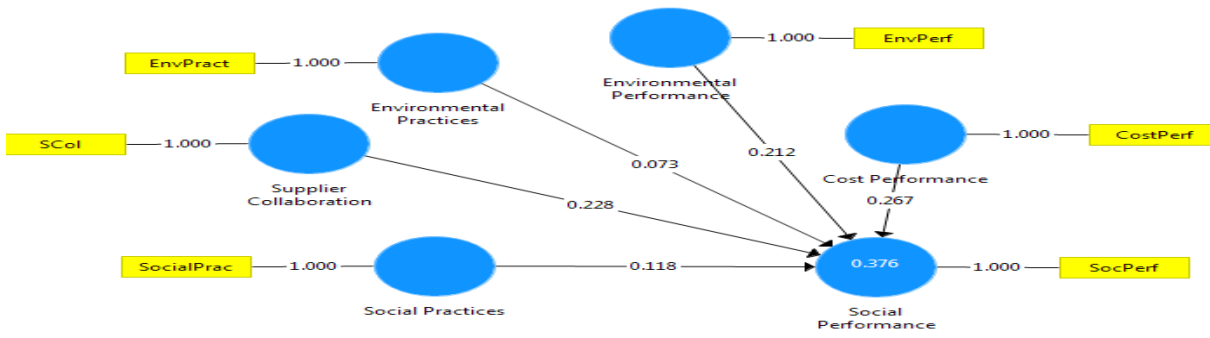 1.000
EnvPerf
EnvPract
1.000
Environmental
Performance
Environmental
Practices
SCol
1.000
1.000
CostPerf
0.212
0.073
Supplier
Collaboration
Cost Performance
0.228
0.267
SocialPrac
1.000
0.118
0.376
1.000
SocPerf
Social Practices
Social
Performance